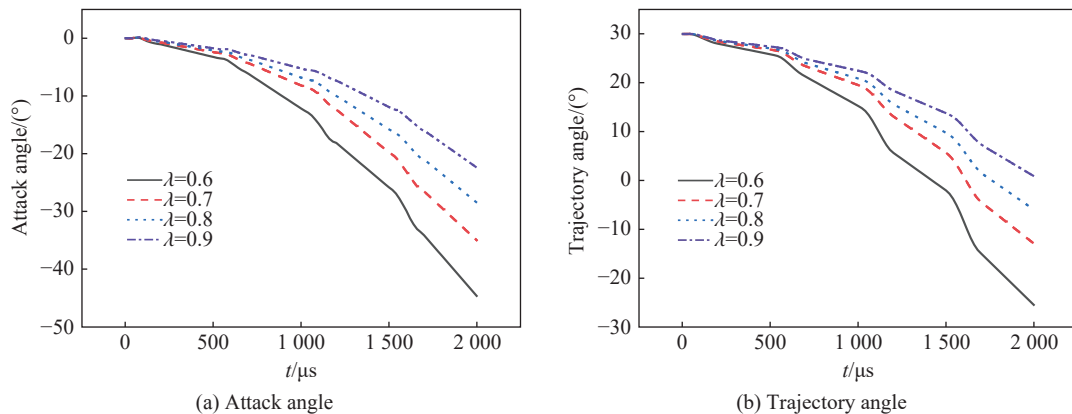 0
−10
−20
−30
−40
−50
Attack angle/(°)
λ=0.6
λ=0.7
λ=0.8
λ=0.9
0
500
1 000
1 500
2 000
t/μs
(a) Attack angle
30
20
10
0
−10
−20
−30
Trajectory angle/(°)
λ=0.6
λ=0.7
λ=0.8
λ=0.9
0
500
1 000
1 500
2 000
t/μs
(b) Trajectory angle